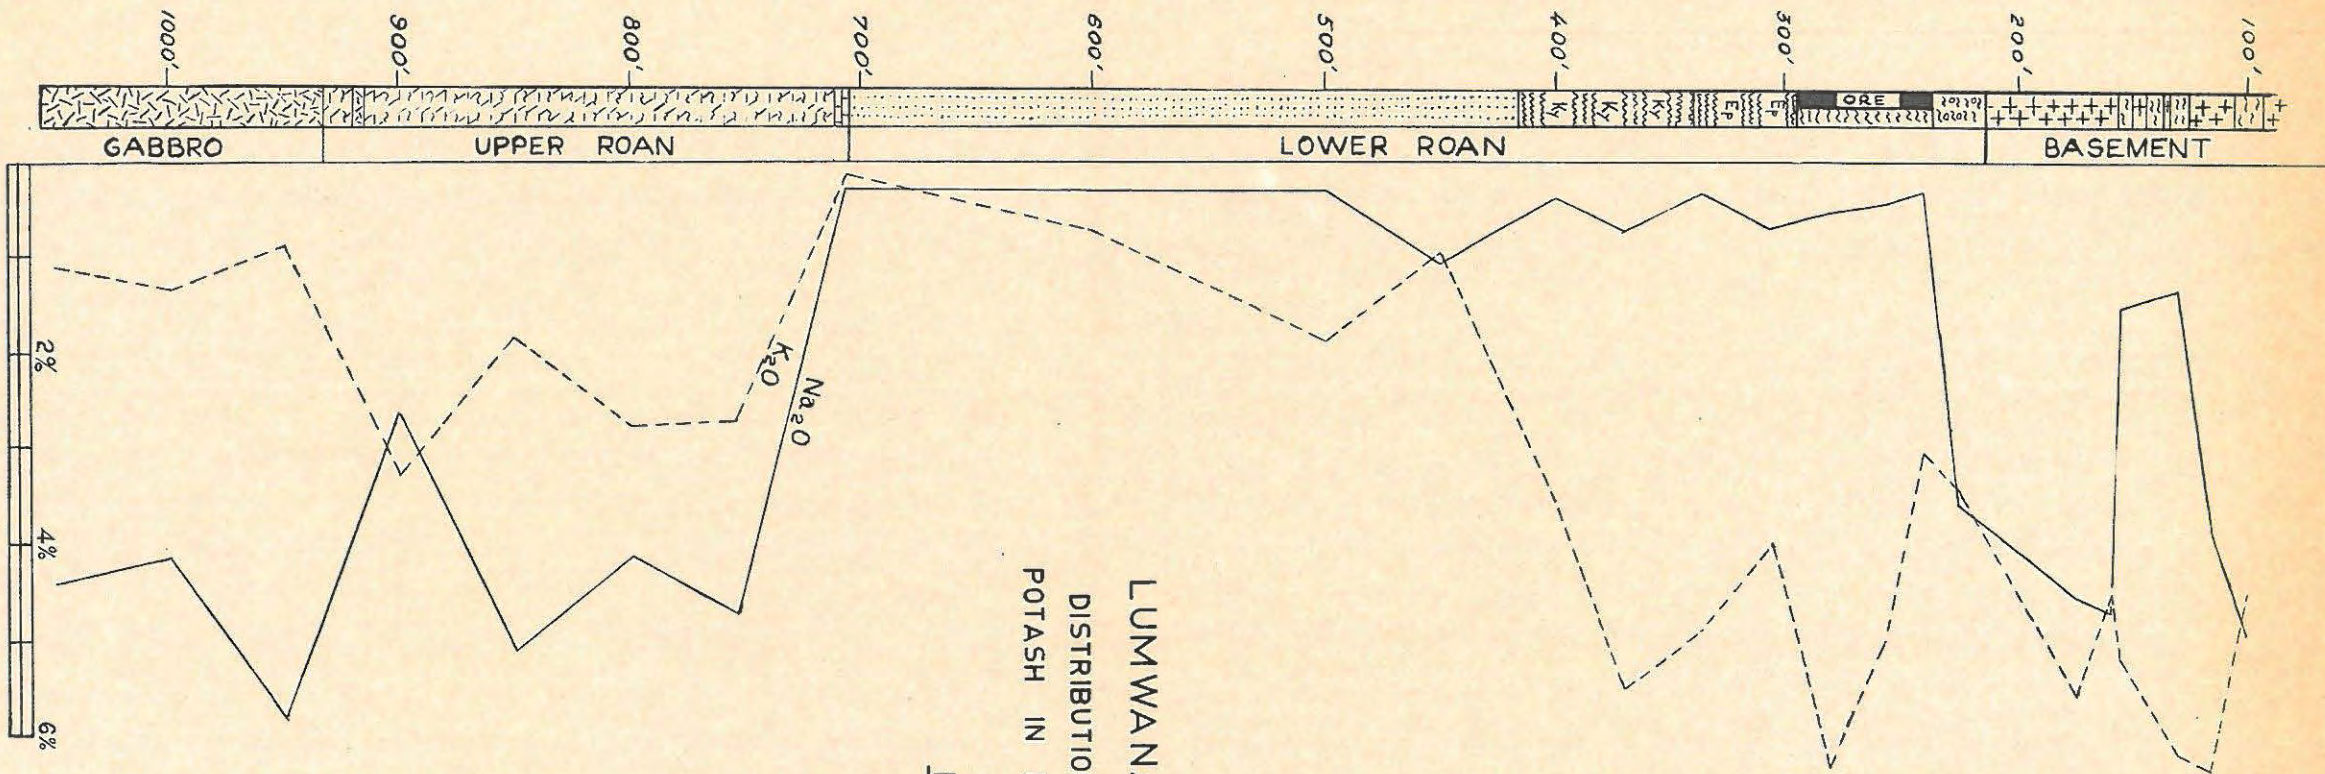 1000'
900'
800'
700'
600'
500'
400'
300'
200'
100'
Ky Ky Ky Ep Ep ORE
GABBRO UPPER ROAN LOWER ROAN BASEMENT
2%
4%
6%
K₂O
Na₂O
LUMWAN
DISTRIBUTIO
POTASH IN